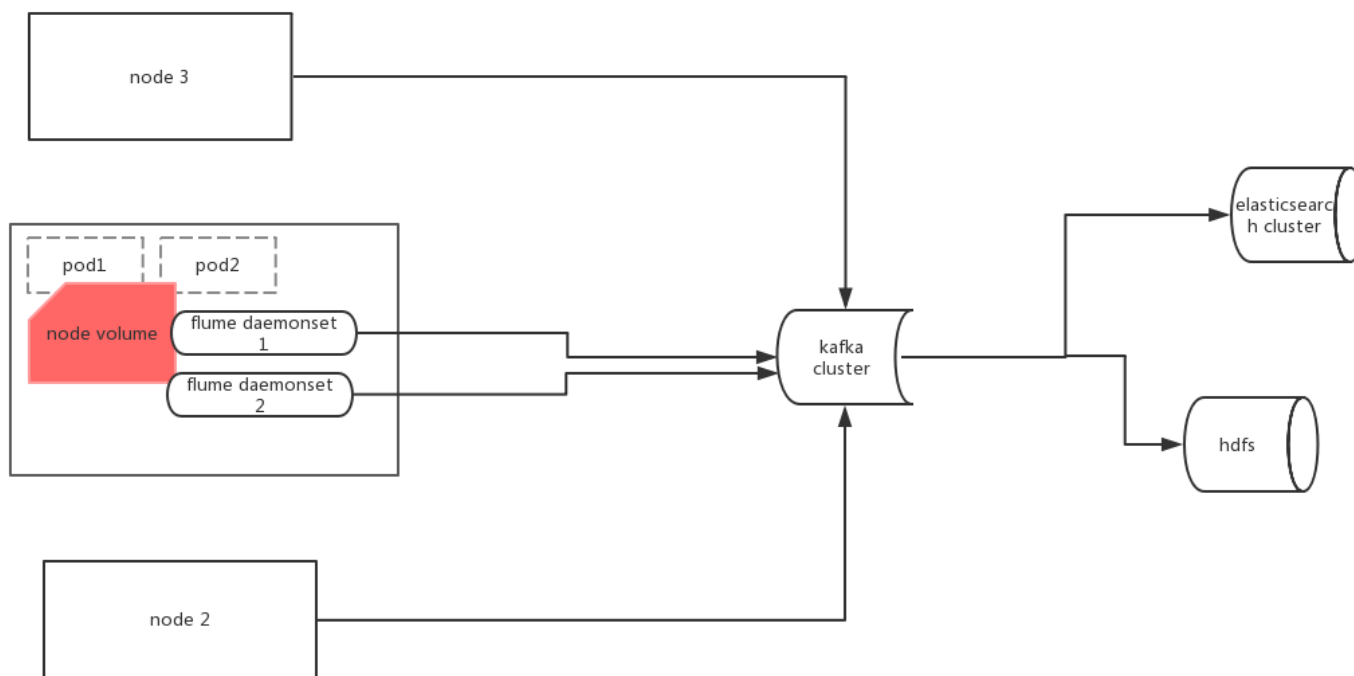 node 3
pod1
pod2
node volume
flume daemonset
1
flume daemonset
2
kafka
cluster
elasticsearc
h cluster
hdfs
node 2